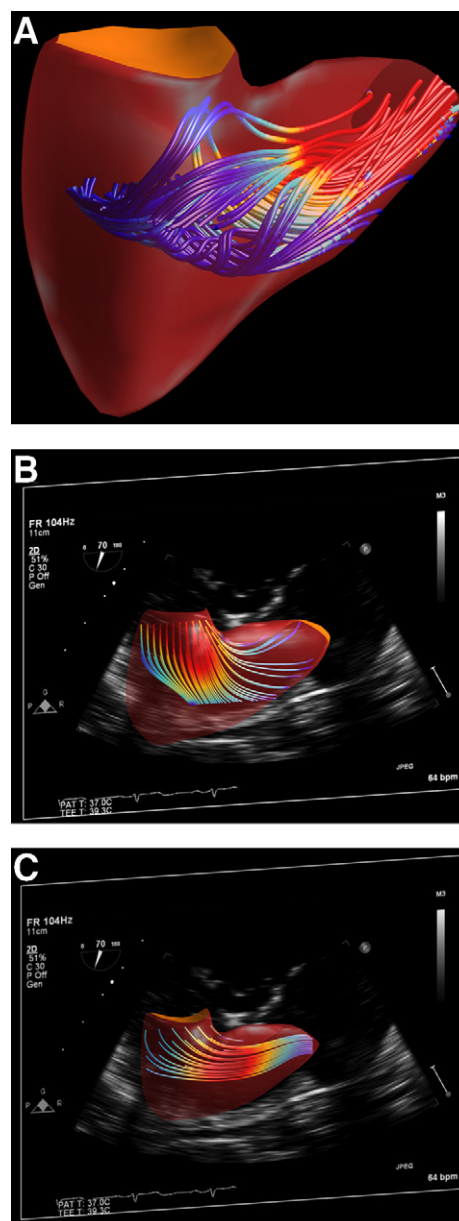 A
B
M3
FR 104Hz
11cm
0 70 180
2D
51%
C 30
P Off
Gen
P
G
P R
JPEG
PAT T: 37.0C
TEE T: 39.3C
64 bpm
C
M3
FR 104Hz
11cm
0 70 180
2D
51%
C 30
P Off
Gen
P
G
P R
JPEG
PAT T: 37.0C
TEE T: 39.3C
64 bpm